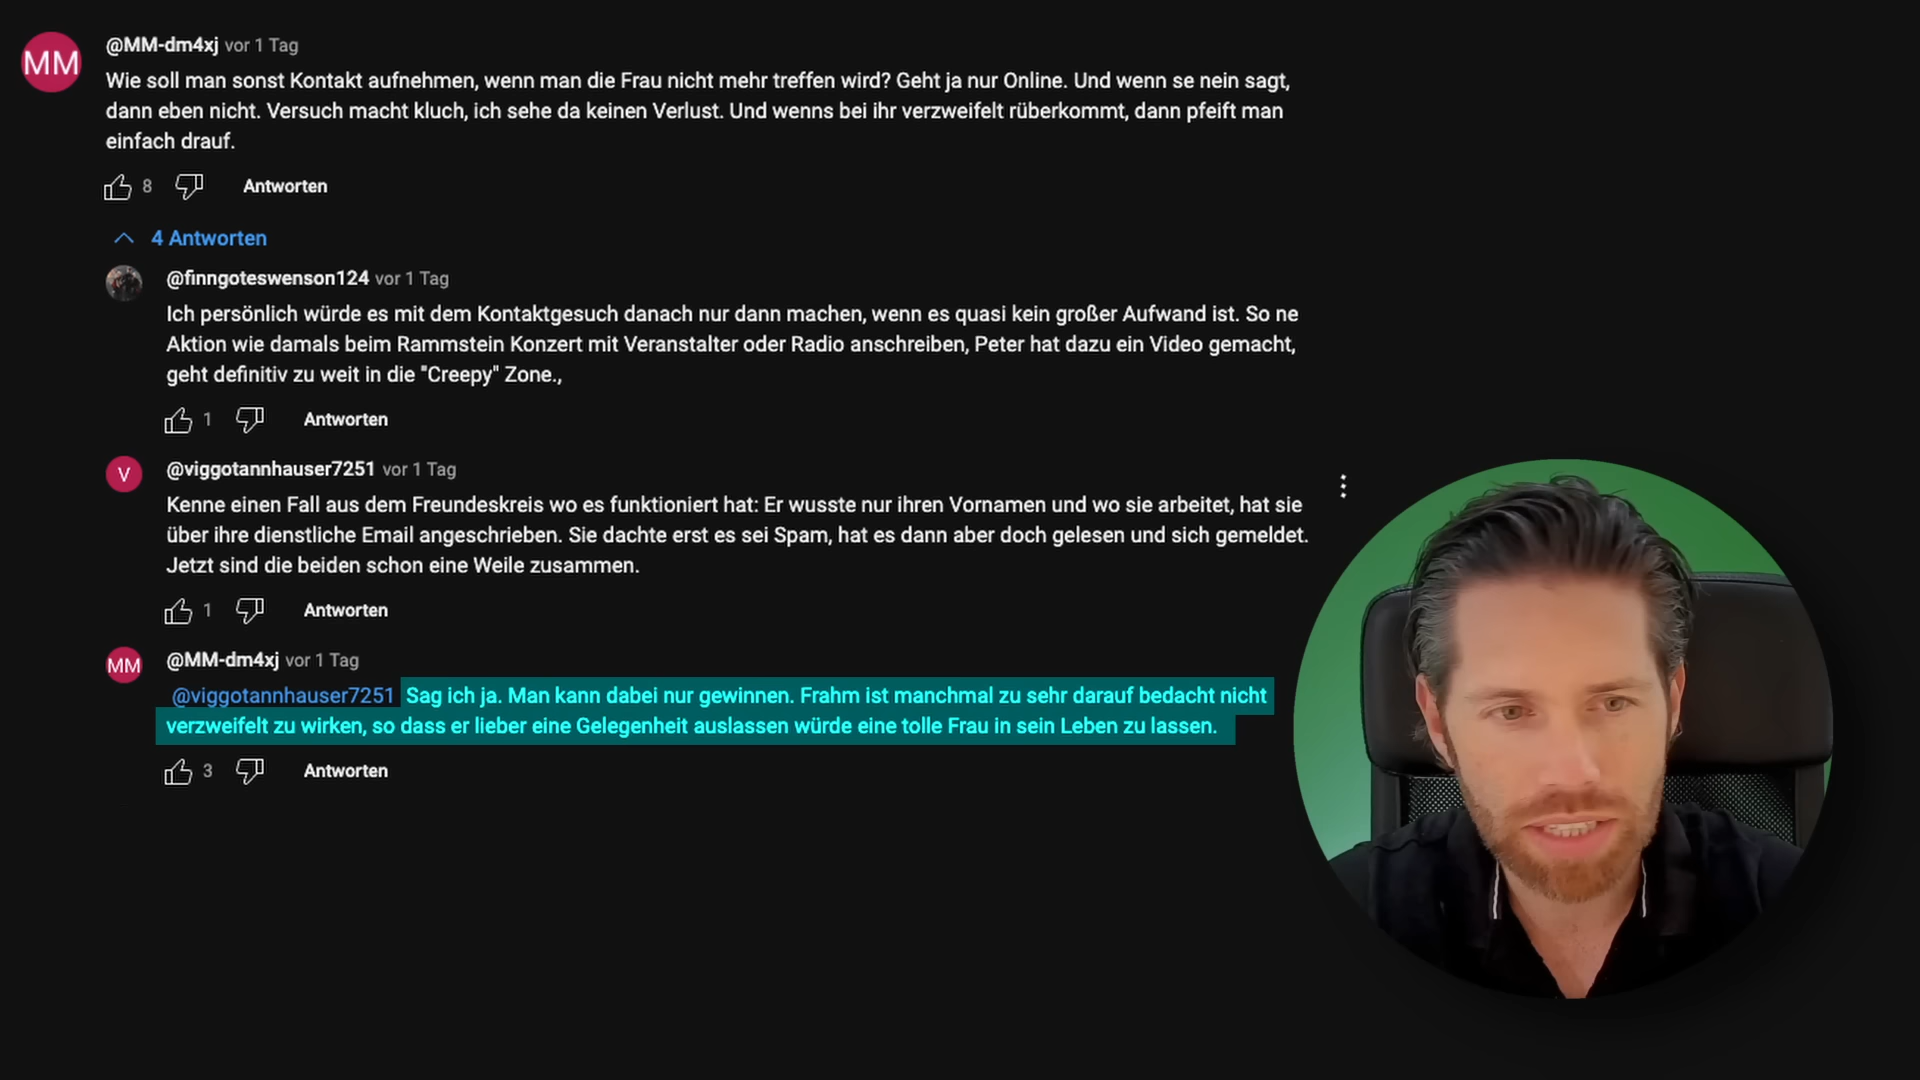 MM
@MM-dm4xj vor 1 Tag
Wie soll man sonst Kontakt aufnehmen, wenn man die Frau nicht mehr treffen wird? Geht ja nur Online. Und wenn se nein sagt,
dann eben nicht. Versuch macht kluch, ich sehe da keinen Verlust. Und wenns bei ihr verzweifelt rüberkommt, dann pfeift man
einfach drauf.
8 Antworten
4 Antworten
@finngoteswenson124 vor 1 Tag
Ich persönlich würde es mit dem Kontaktgesuch danach nur dann machen, wenn es quasi kein großer Aufwand ist. So ne
Aktion wie damals beim Rammstein Konzert mit Veranstalter oder Radio anschreiben, Peter hat dazu ein Video gemacht,
geht definitiv zu weit in die "Creepy" Zone.,
1 Antworten
V
@viggotannhauser7251 vor 1 Tag
Kenne einen Fall aus dem Freundeskreis wo es funktioniert hat: Er wusste nur ihren Vornamen und wo sie arbeitet, hat sie
über ihre dienstliche Email angeschrieben. Sie dachte erst es sei Spam, hat es dann aber doch gelesen und sich gemeldet.
Jetzt sind die beiden schon eine Weile zusammen.
1 Antworten
MM
@MM-dm4xj vor 1 Tag
@viggotannhauser7251 Sag ich ja. Man kann dabei nur gewinnen. Frahm ist manchmal zu sehr darauf bedacht nicht
verzweifelt zu wirken, so dass er lieber eine Gelegenheit auslassen würde eine tolle Frau in sein Leben zu lassen.
3 Antworten